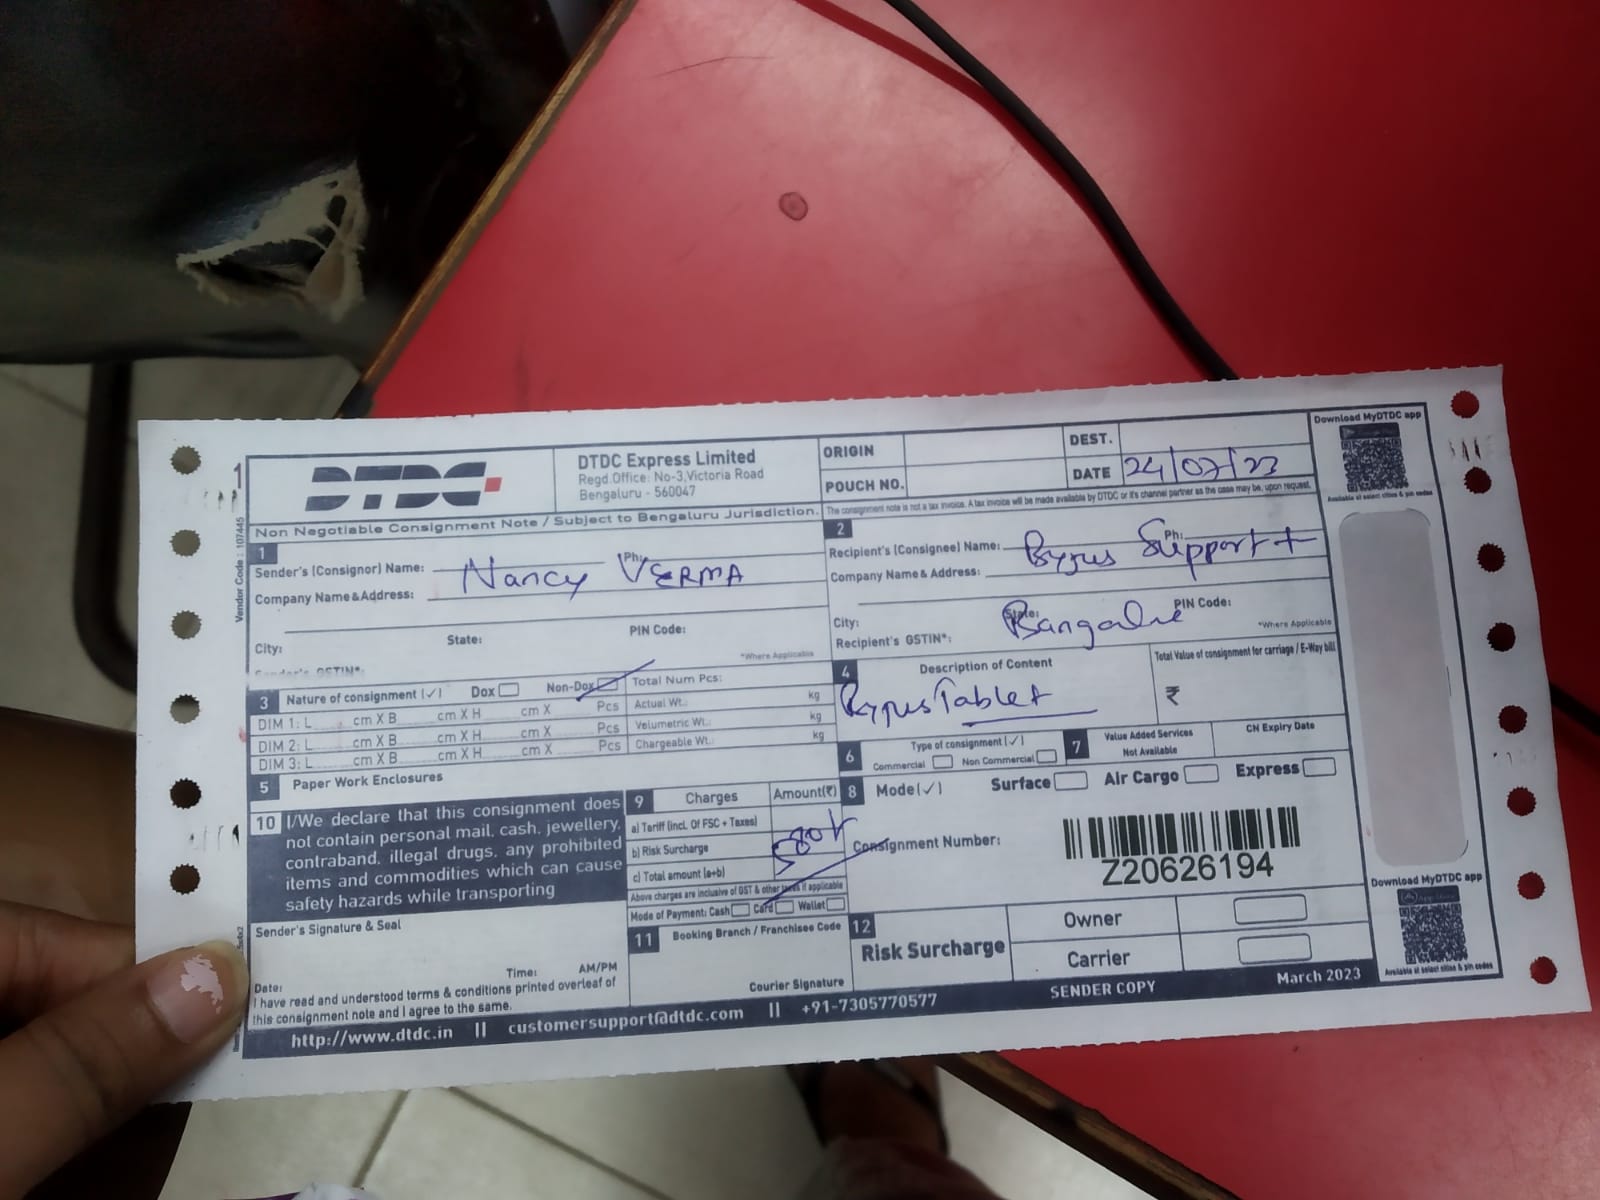 DTDC
DTDC Express Limited
Regd.Office: No-3,Victoria Road
Bengaluru - 560047
ORIGIN
DEST.
POUCH NO.
DATE 24/07/23
Download MyDTDC app
Available at select cities & pin codes
Non Negotiable Consignment Note / Subject to Bengaluru Jurisdiction.
The consignment note is not a tax invoice. A tax invoice will be made available by DTDC or it's channel partner as the case may be, upon request.
Vendor Code : 107445
1
Sender's (Consignor) Name: Ph:
Nancy VERMA
Company Name & Address:
City: State: PIN Code:
Sender's GSTIN*: *Where Applicable
2
Recipient's (Consignee) Name: Ph:
Byjus Support
Company Name & Address:
City: State: PIN Code:
Bangalore
Recipient's GSTIN*: *Where Applicable
3 Nature of consignment (✓) Dox Non-Dox
DIM 1: L cm X B cm X H cm X Pcs
DIM 2: L cm X B cm X H cm X Pcs
DIM 3: L cm X B cm X H cm X Pcs
Total Num Pcs:
Actual Wt.: kg
Volumetric Wt.: kg
Chargeable Wt.: kg
4 Description of Content
Byjus Tablet
Total Value of consignment for carriage / E-Way bill
₹
5 Paper Work Enclosures
6 Type of consignment (✓)
Commercial Non Commercial
7 Value Added Services
Not Available
CN Expiry Date
8 Mode (✓) Surface Air Cargo Express
Consignment Number:
Z20626194
9 Charges Amount(₹)
a) Tariff (incl. Of FSC + Taxes)
b) Risk Surcharge
c) Total amount (a+b)
Above charges are inclusive of GST & other taxes if applicable
Mode of Payment: Cash Card Wallet
10 I/We declare that this consignment does
not contain personal mail, cash, jewellery,
contraband, illegal drugs, any prohibited
items and commodities which can cause
safety hazards while transporting
Sender's Signature & Seal
Date: Time: AM/PM
I have read and understood terms & conditions printed overleaf of
this consignment note and I agree to the same.
11 Booking Branch / Franchisee Code
Courier Signature
12
Risk Surcharge
Owner
Carrier
Download MyDTDC app
Available at select cities & pin codes
http://www.dtdc.in || customersupport@dtdc.com || +91-7305770577
SENDER COPY
March 2023